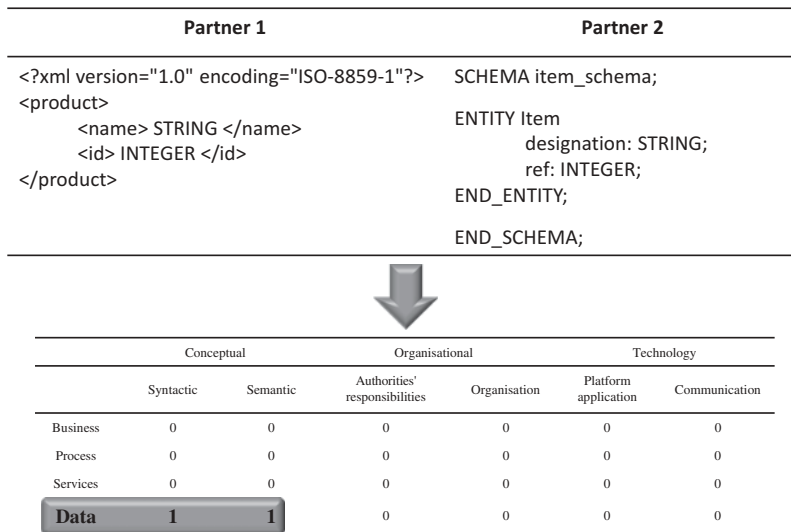 Partner 1 Partner 2
<?xml version="1.0" encoding="ISO-8859-1"?> SCHEMA item_schema;
<product>
<name> STRING </name> ENTITY Item
<id> INTEGER </id> designation: STRING;
</product> ref: INTEGER;
END_ENTITY;
END_SCHEMA;
Conceptual Organisational Technology
Syntactic Semantic Authorities' responsibilities Organisation Platform application Communication
Business 0 0 0 0 0 0
Process 0 0 0 0 0 0
Services 0 0 0 0 0 0
Data 1 1 0 0 0 0